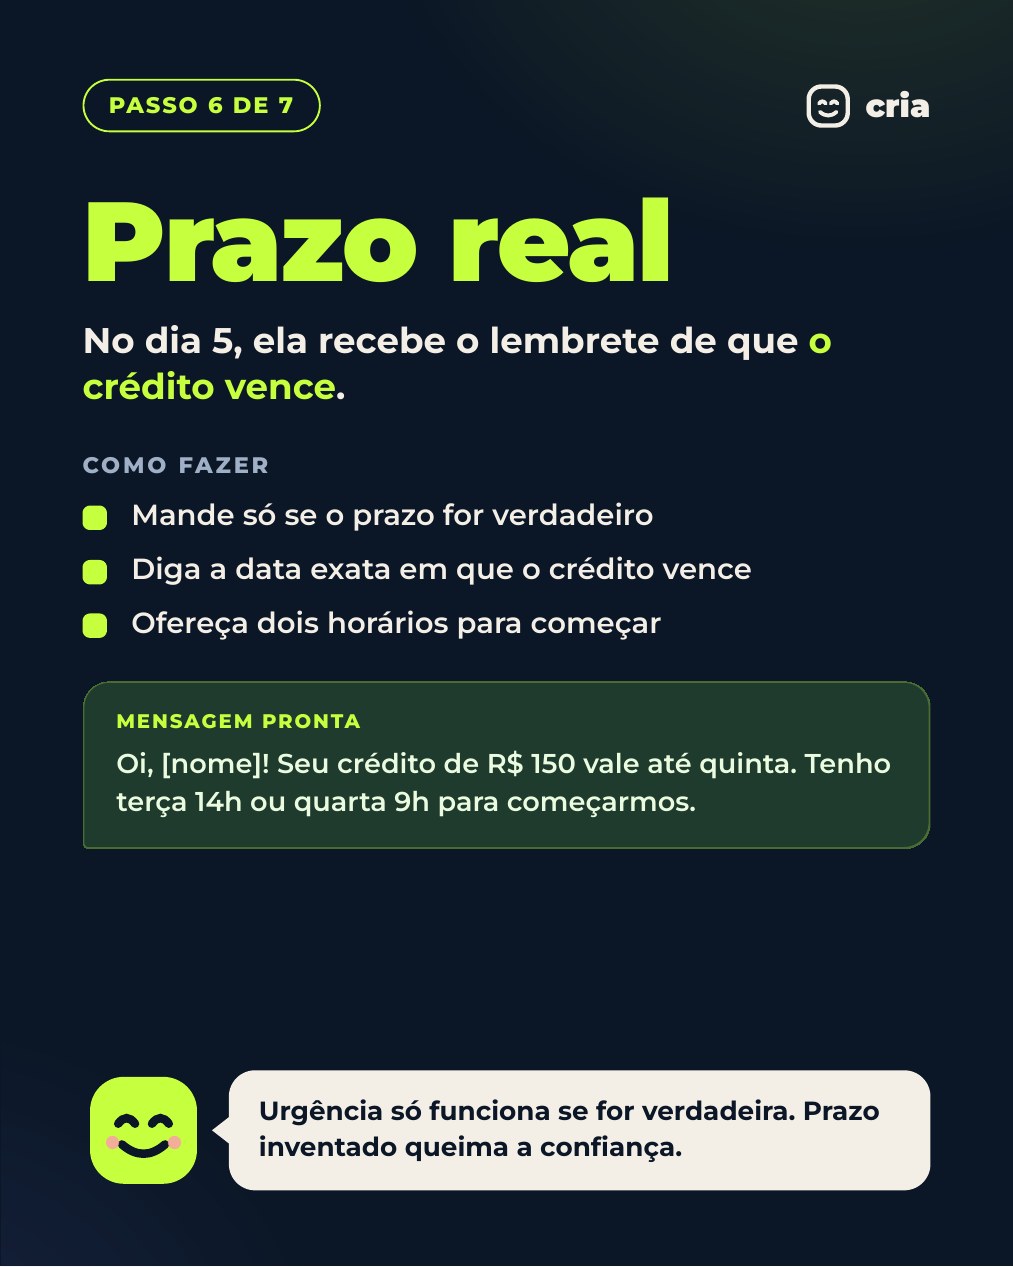 PASSO 6 DE 7
cria
Prazo real
No dia 5, ela recebe o lembrete de que o
crédito vence.
COMO FAZER
Mande só se o prazo for verdadeiro
Diga a data exata em que o crédito vence
Ofereça dois horários para começar
MENSAGEM PRONTA
Oi, [nome]! Seu crédito de R$ 150 vale até quinta. Tenho
terça 14h ou quarta 9h para começarmos.
Urgência só funciona se for verdadeira. Prazo
inventado queima a confiança.